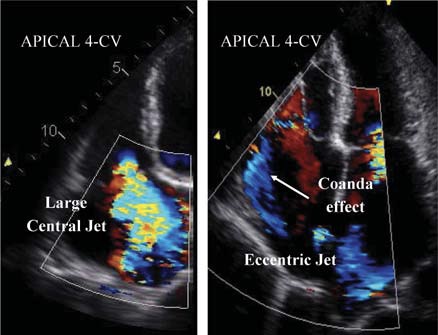 APICAL 4-CV
5
10
Large
Central Jet
APICAL 4-CV
10
Coanda
effect
Eccentric Jet